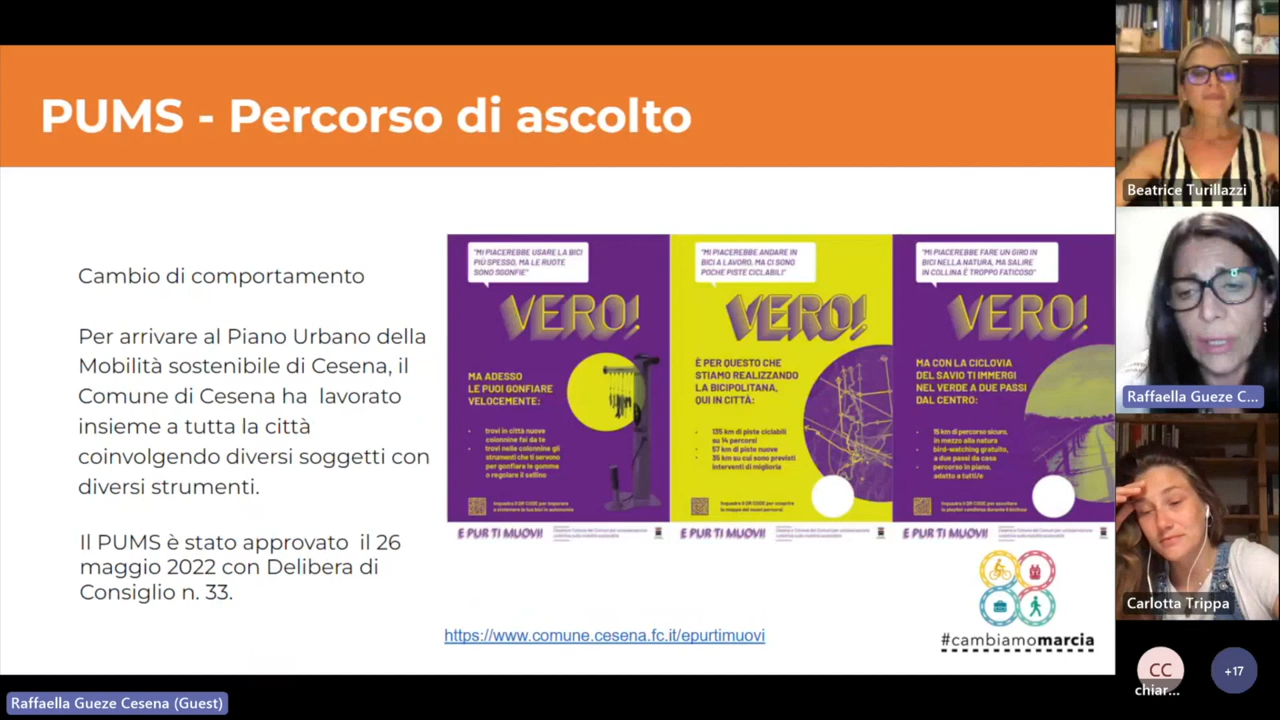 PUMS - Percorso di ascolto
Cambio di comportamento
Per arrivare al Piano Urbano della
Mobilità sostenibile di Cesena, il
Comune di Cesena ha lavorato
insieme a tutta la città
coinvolgendo diversi soggetti con
diversi strumenti.
Il PUMS è stato approvato il 26
maggio 2022 con Delibera di
Consiglio n. 33.
"MI PIACEREBBE USARE LA BICI
PIÙ SPESSO, MA LE RUOTE
SONO SGONFIE"
VERO!
MA ADESSO
LE PUOI GONFIARE
VELOCEMENTE:
• trovi in città nuove
colonnine fai da te
• trovi nelle colonnine gli
strumenti che ti servono
per gonfiare le gomme
o regolare il sellino
E PUR TI MUOVI!
"MI PIACEREBBE ANDARE IN
BICI A LAVORO, MA CI SONO
POCHE PISTE CICLABILI"
VERO!
È PER QUESTO CHE
STIAMO REALIZZANDO
LA BICIPOLITANA,
QUI IN CITTÀ:
• 135 km di piste ciclabili
su 14 percorsi
• 57 km di piste nuove
• 35 km su cui sono previsti
interventi di miglioria
E PUR TI MUOVI!
"MI PIACEREBBE FARE UN GIRO IN
BICI NELLA NATURA, MA SALIRE
IN COLLINA È TROPPO FATICOSO"
VERO!
MA CON LA CICLOVIA
DEL SAVIO TI IMMERGI
NEL VERDE A DUE PASSI
DAL CENTRO:
• 15 km di percorso sicuro,
in mezzo alla natura
• bird-watching gratuito,
a due passi da casa
• percorso in piano,
adatto a tutti/e
E PUR TI MUOVI!
https://www.comune.cesena.fc.it/epurtimuovi
#cambiamomarcia
Beatrice Turillazzi
Raffaella Gueze C...
Carlotta Trippa
CC
chiar...
+17
Raffaella Gueze Cesena (Guest)